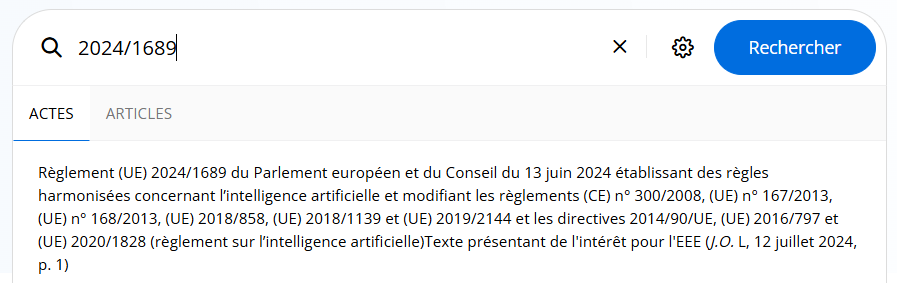 2024/1689
Rechercher
ACTES
ARTICLES
Règlement (UE) 2024/1689 du Parlement européen et du Conseil du 13 juin 2024 établissant des règles
harmonisées concernant l’intelligence artificielle et modifiant les règlements (CE) n° 300/2008, (UE) n° 167/2013,
(UE) n° 168/2013, (UE) 2018/858, (UE) 2018/1139 et (UE) 2019/2144 et les directives 2014/90/UE, (UE) 2016/797 et
(UE) 2020/1828 (règlement sur l’intelligence artificielle)Texte présentant de l'intérêt pour l'EEE (J.O. L, 12 juillet 2024,
p. 1)